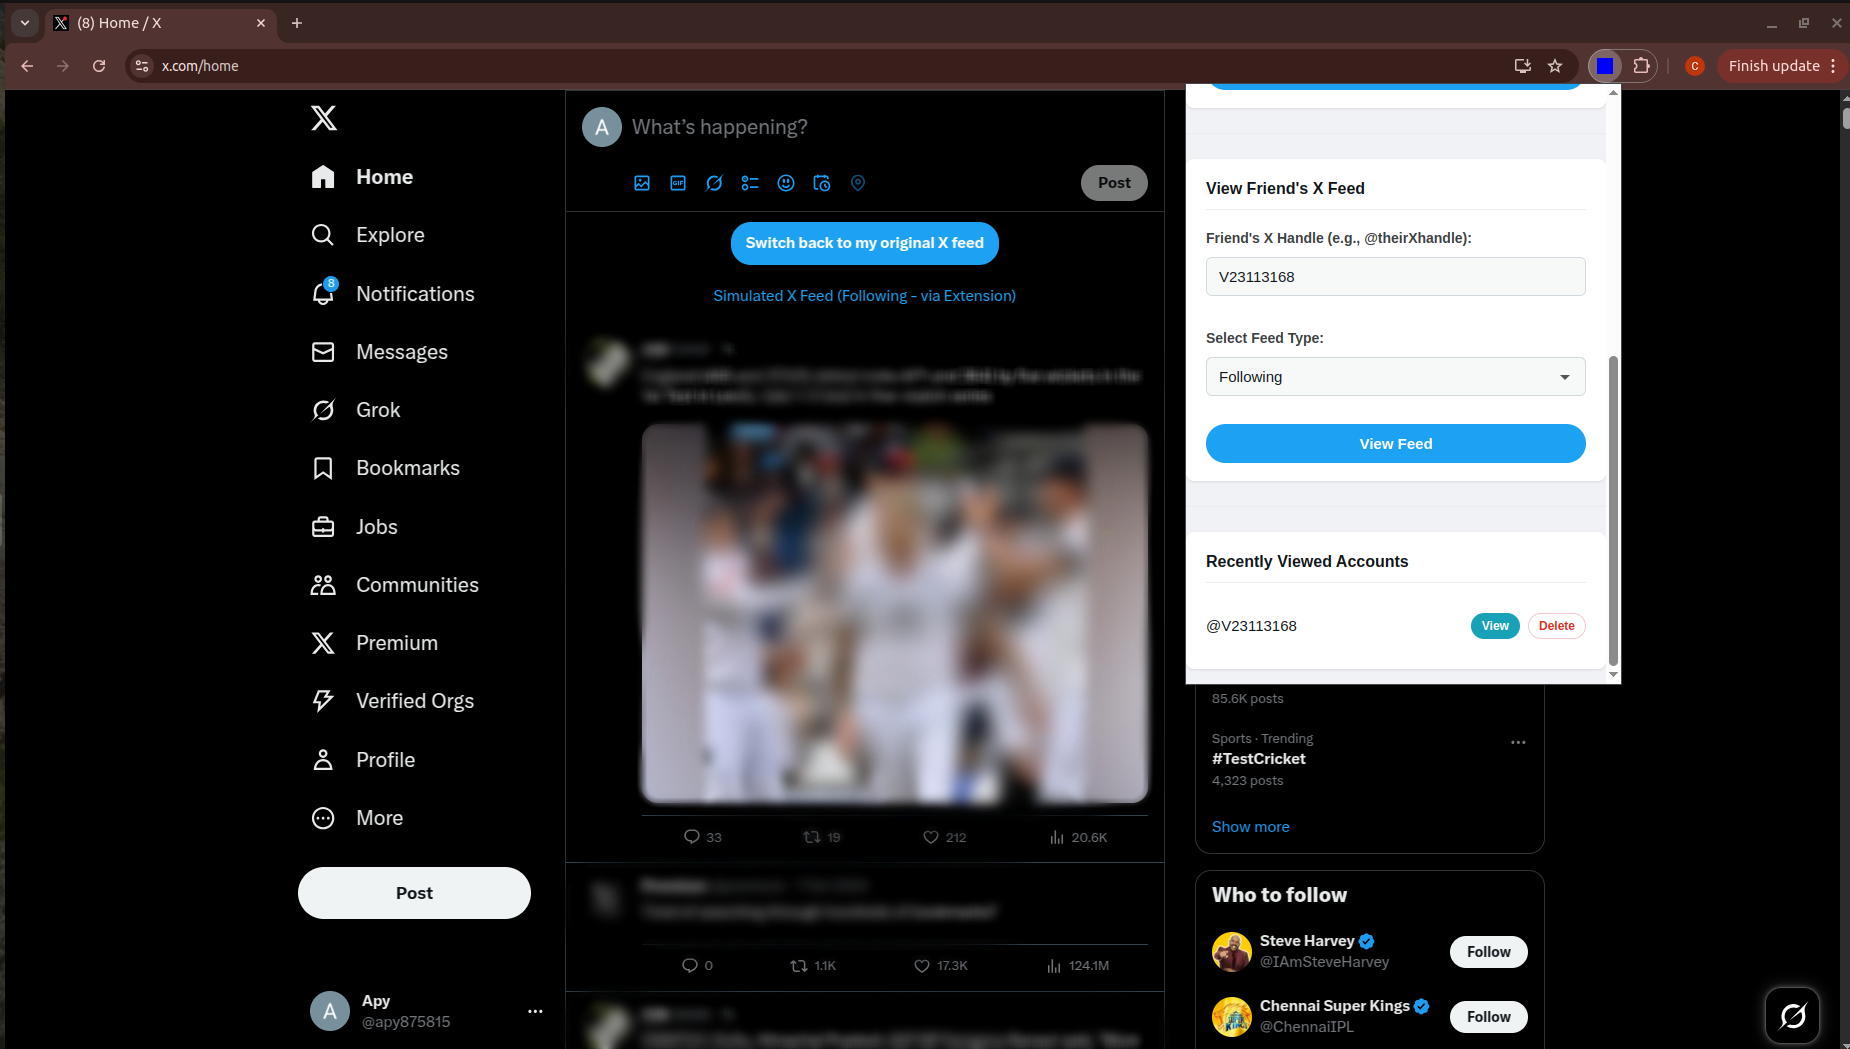 (8) Home / X
x.com/home
C
Finish update
Home
Explore
8
Notifications
Messages
Grok
Bookmarks
Jobs
Communities
Premium
Verified Orgs
Profile
More
Post
A
Apy
@apy875815
A
What's happening?
GIF
Post
Switch back to my original X feed
Simulated X Feed (Following - via Extension)
33
19
212
20.6K
0
1.1K
17.3K
124.1M
View Friend's X Feed
Friend's X Handle (e.g., @theirXhandle):
V23113168
Select Feed Type:
Following
View Feed
Recently Viewed Accounts
@V23113168
View
Delete
85.6K posts
Sports · Trending
#TestCricket
4,323 posts
Show more
Who to follow
Steve Harvey
@IAmSteveHarvey
Follow
Chennai Super Kings
@ChennaiIPL
Follow